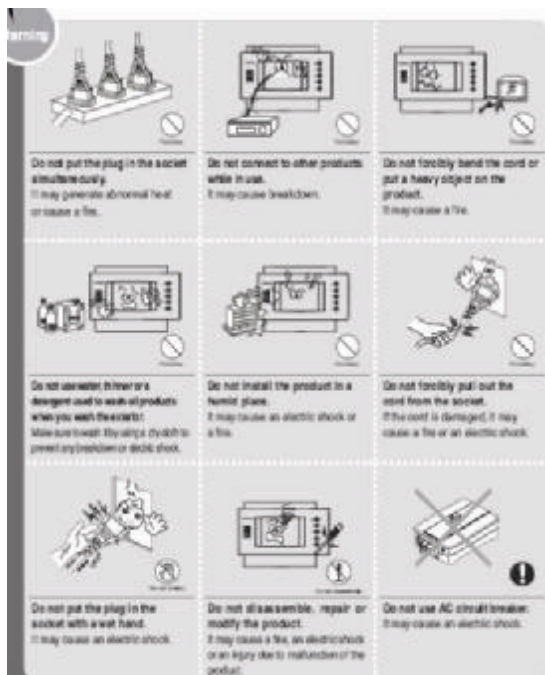 Warning
Do not put the plug in the socket
simultaneously.
It may generate abnormal heat
or cause a fire.
Do not connect to other products
while in use.
It may cause breakdown.
Do not forcibly bend the cord or
put a heavy object on the
product.
It may cause a fire.
Do not use water, thinner or a
detergent used to wash oil products
when you wash the exterior.
Make sure to wash it by using a dry cloth to
prevent any breakdown or electric shock.
Do not install the product in a
humid place.
It may cause an electric shock or
a fire.
Do not forcibly pull out the
cord from the socket.
If the cord is damaged, it may
cause a fire or an electric shock.
Do not put the plug in the
socket with a wet hand.
It may cause an electric shock.
Do not disassemble, repair or
modify the product.
It may cause a fire, an electric shock
or an injury due to malfunction of the
product.
Do not use AC circuit breaker.
It may cause an electric shock.